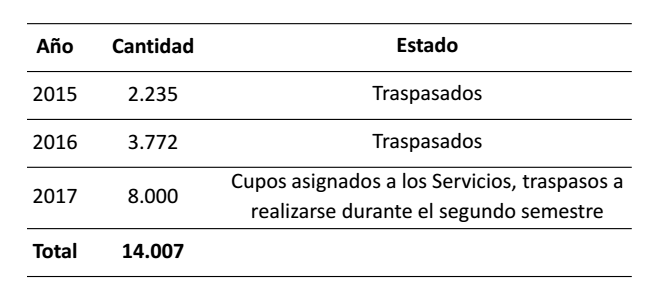 Año Cantidad Estado
2015 2.235 Traspasados
2016 3.772 Traspasados
2017 8.000 Cupos asignados a los Servicios, traspasos a
realizarse durante el segundo semestre
Total 14.007